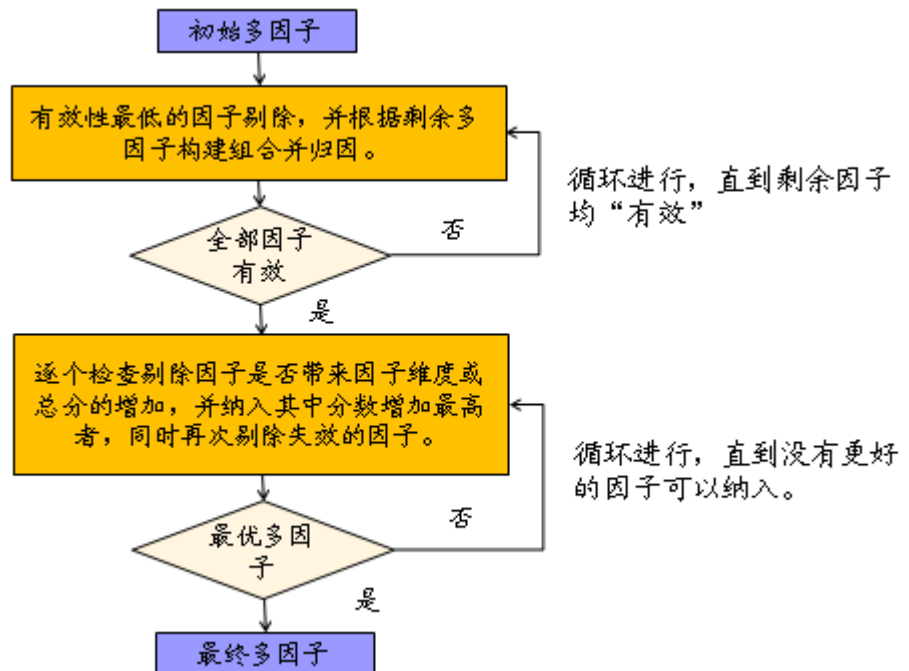 初始多因子
有效性最低的因子剔除，并根据剩余多
因子构建组合并归因。
循环进行，直到剩余因子
均“有效”
否
全部因子
有效
是
逐个检查剔除因子是否带来因子维度或
总分的增加，并纳入其中分数增加最高
者，同时再次剔除失效的因子。
循环进行，直到没有更好
的因子可以纳入。
否
最优多因
子
是
最终多因子